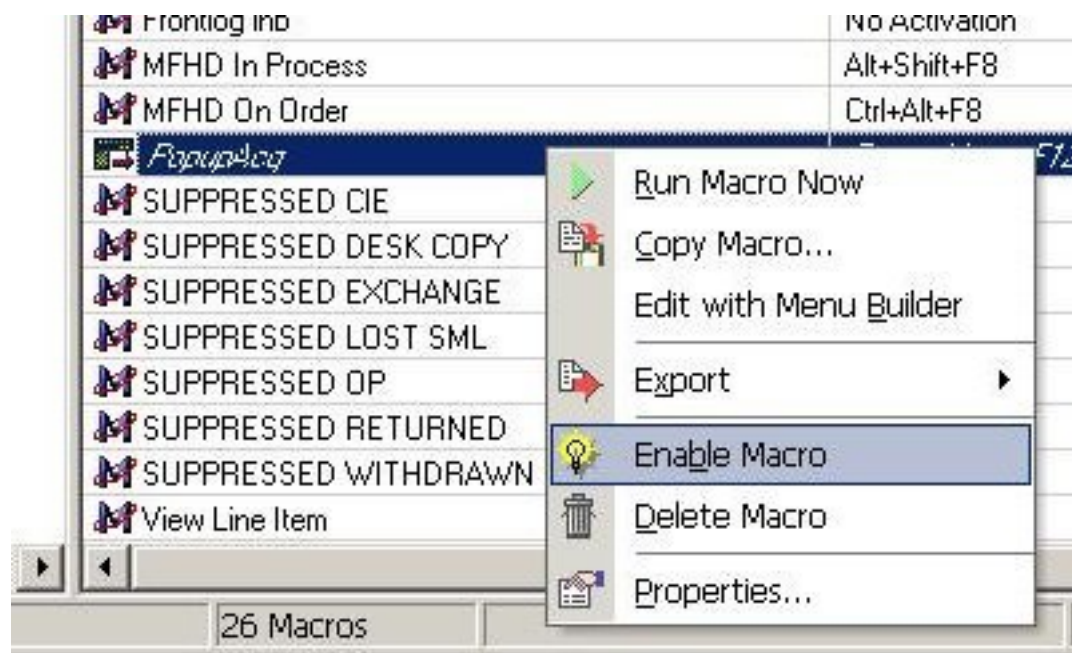 Frontlog Inb No Activation
MFHD In Process Alt+Shift+F8
MFHD On Order Ctrl+Alt+F8
PopupAcq F12
SUPPRESSED CIE
SUPPRESSED DESK COPY
SUPPRESSED EXCHANGE
SUPPRESSED LOST SML
SUPPRESSED OP
SUPPRESSED RETURNED
SUPPRESSED WITHDRAWN
View Line Item
Run Macro Now
Copy Macro...
Edit with Menu Builder
Export
Enable Macro
Delete Macro
Properties...
26 Macros